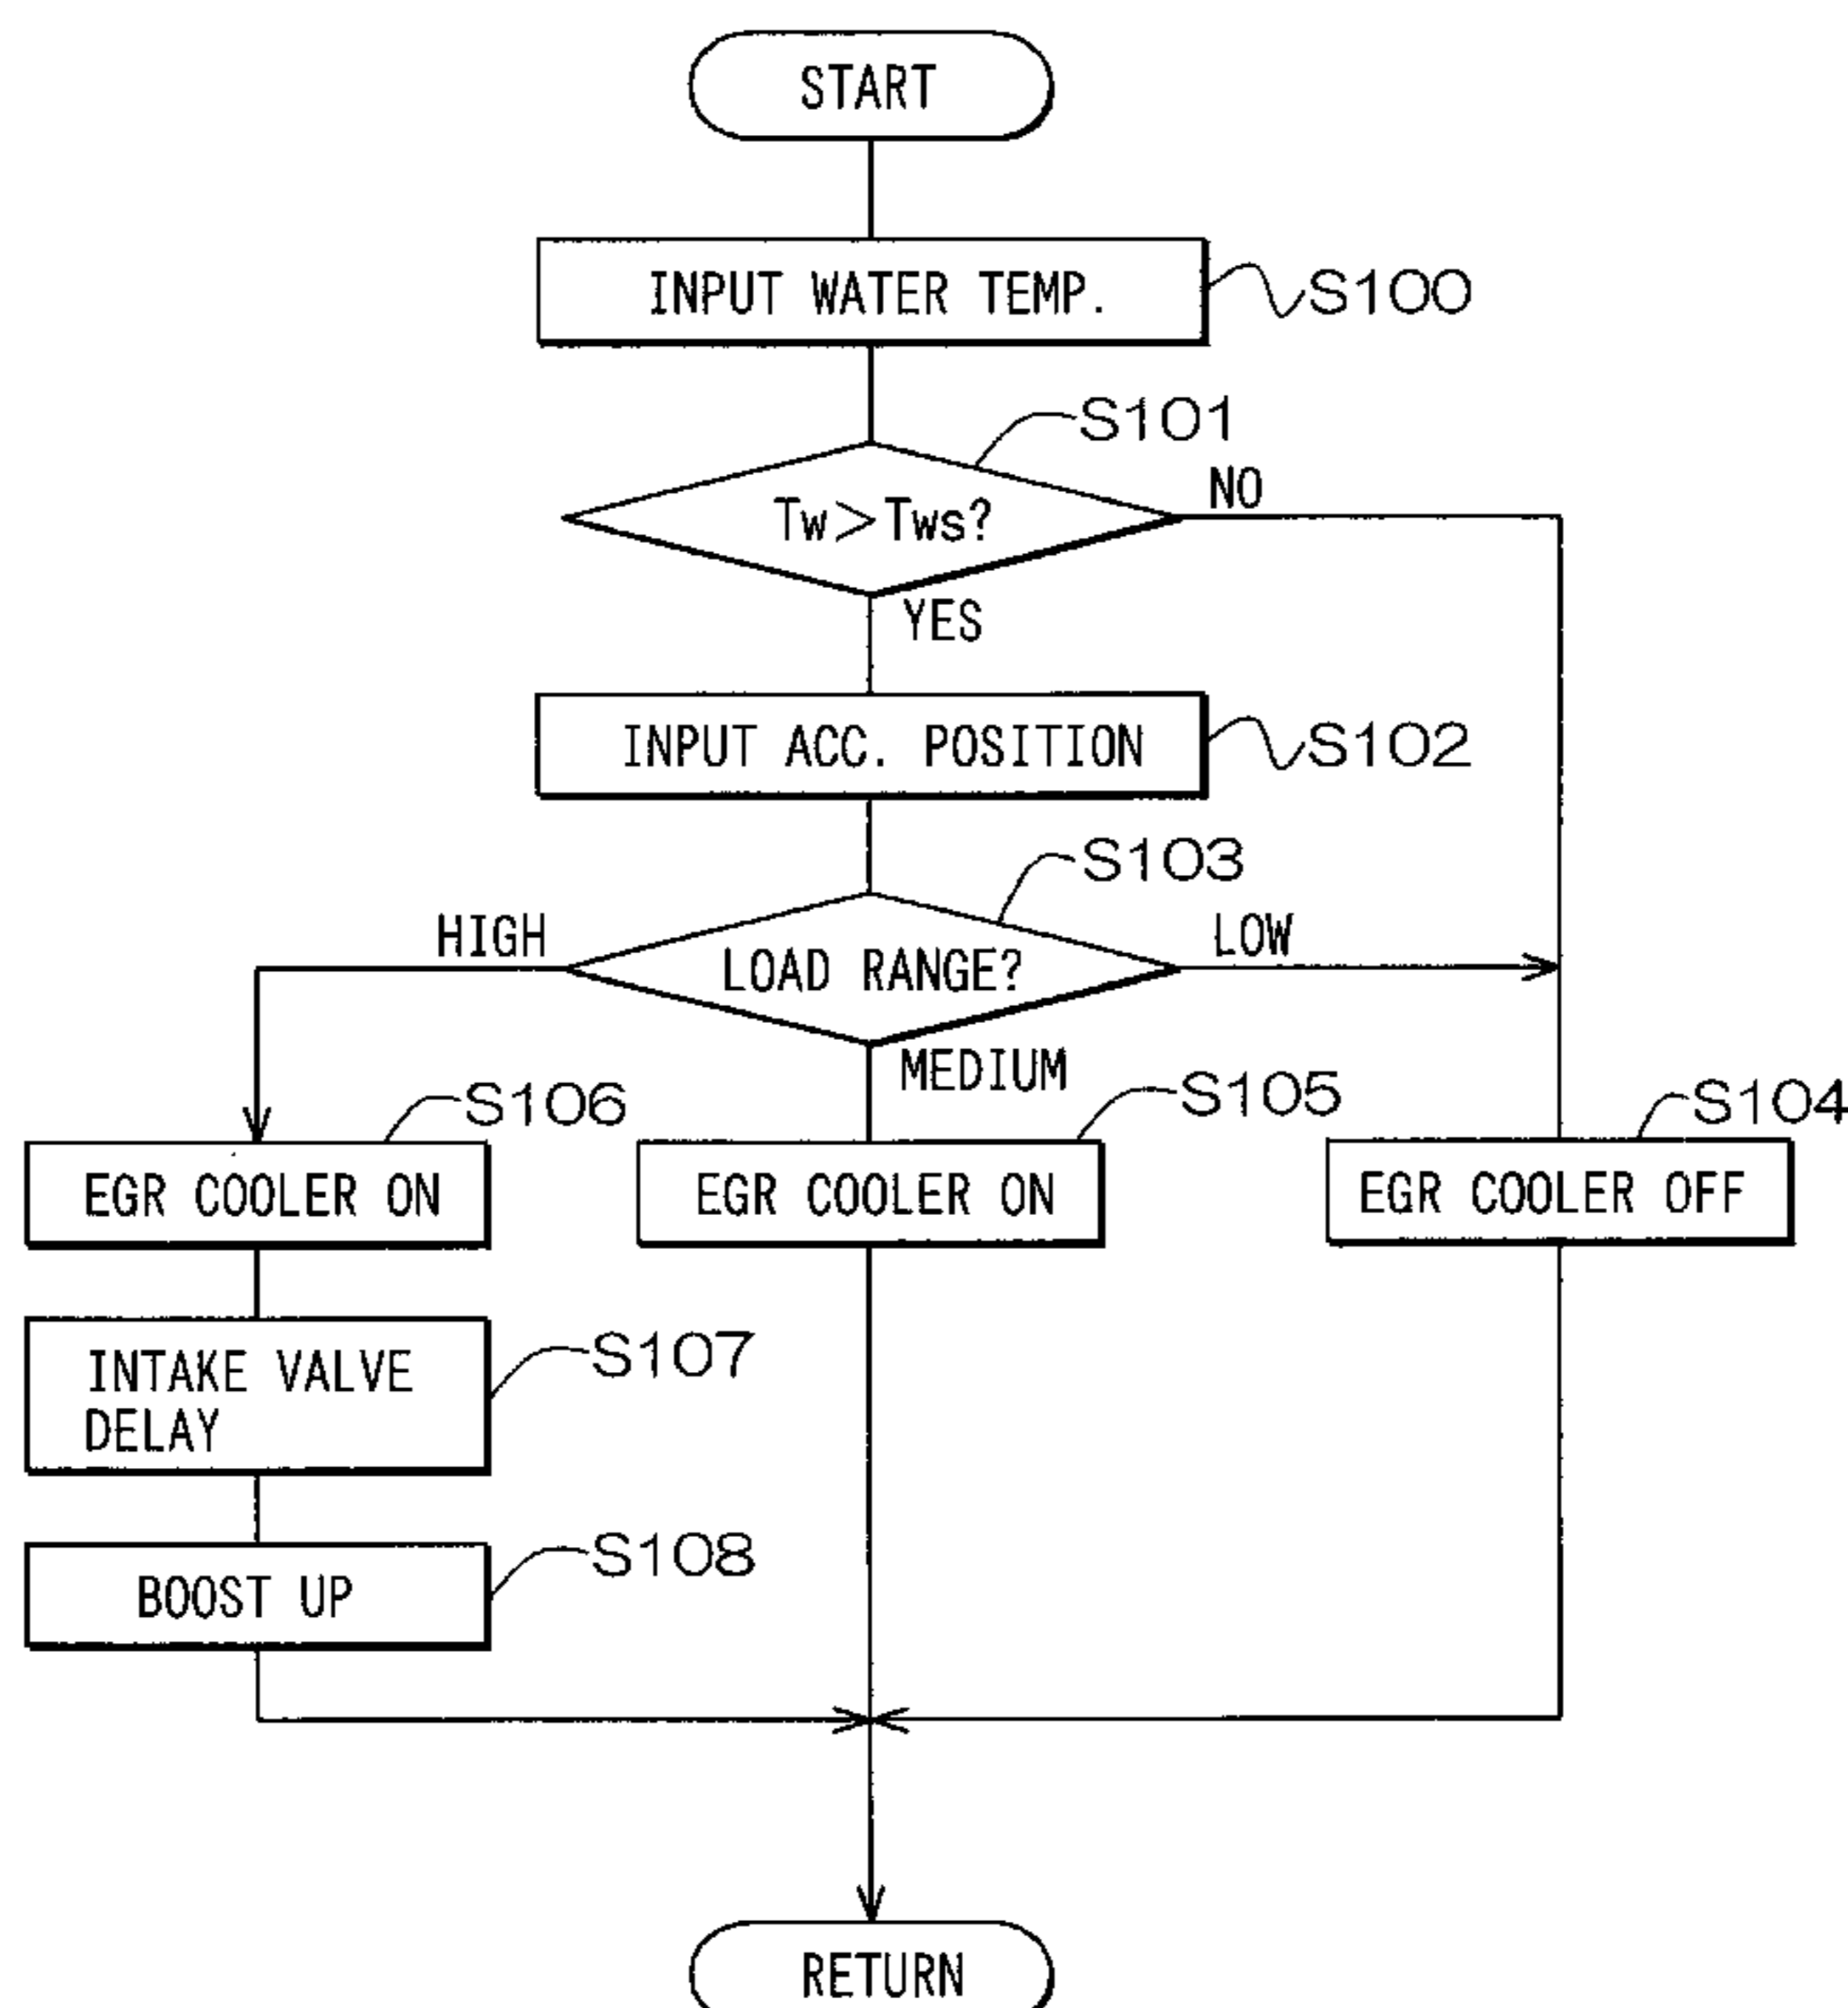 START
INPUT WATER TEMP.
S100
S101
Tw>Tws?
NO
YES
INPUT ACC. POSITION
S102
S103
HIGH
LOAD RANGE?
LOW
MEDIUM
S106
S105
S104
EGR COOLER ON
EGR COOLER ON
EGR COOLER OFF
INTAKE VALVE
DELAY
S107
BOOST UP
S108
RETURN